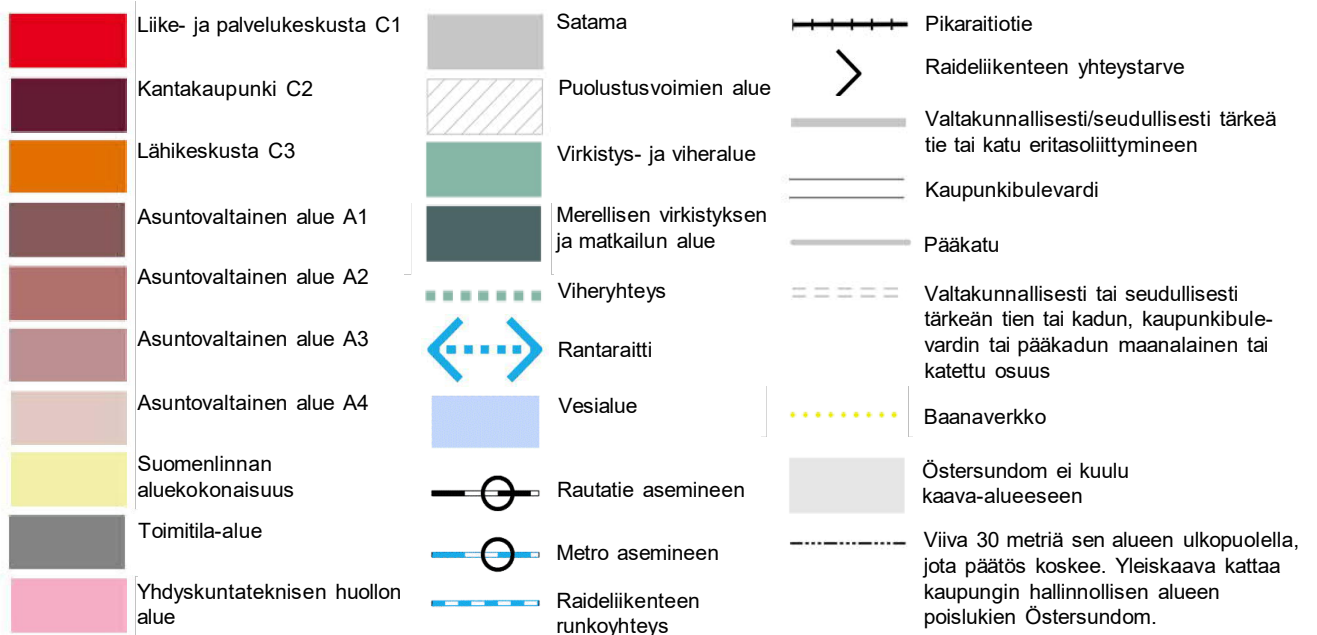 Liike- ja palvelukeskusta C1
Kantakaupunki C2
Lähikeskusta C3
Asuntovaltainen alue A1
Asuntovaltainen alue A2
Asuntovaltainen alue A3
Asuntovaltainen alue A4
Suomenlinnan
aluekokonaisuus
Toimitila-alue
Yhdyskuntateknisen huollon
alue
Satama
Puolustusvoimien alue
Virkistys- ja viheralue
Merellisen virkistyksen
ja matkailun alue
Viheryhteys
Rantaraitti
Vesialue
Rautatie asemineen
Metro asemineen
Raideliikenteen
runkoyhteys
Pikaraitiotie
Raideliikenteen yhteystarve
Valtakunnallisesti/seudullisesti tärkeä
tie tai katu eritasoliittymineen
Kaupunkibulevardi
Pääkatu
Valtakunnallisesti tai seudullisesti
tärkeän tien tai kadun, kaupunkibule-
vardin tai pääkadun maanalainen tai
katettu osuus
Baanaverkko
Östersundom ei kuulu
kaava-alueeseen
Viiva 30 metriä sen alueen ulkopuolella,
jota päätös koskee. Yleiskaava kattaa
kaupungin hallinnollisen alueen
poislukien Östersundom.